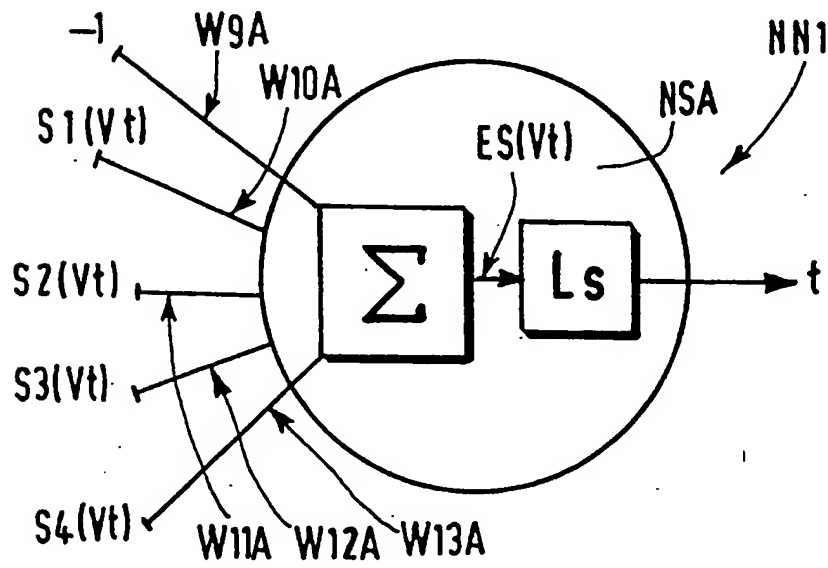 -1
W9A
NN1
W10A
NSA
S1(Vt)
ES(Vt)
Σ
Ls
t
S2(Vt)
S3(Vt)
S4(Vt)
W11A
W12A
W13A